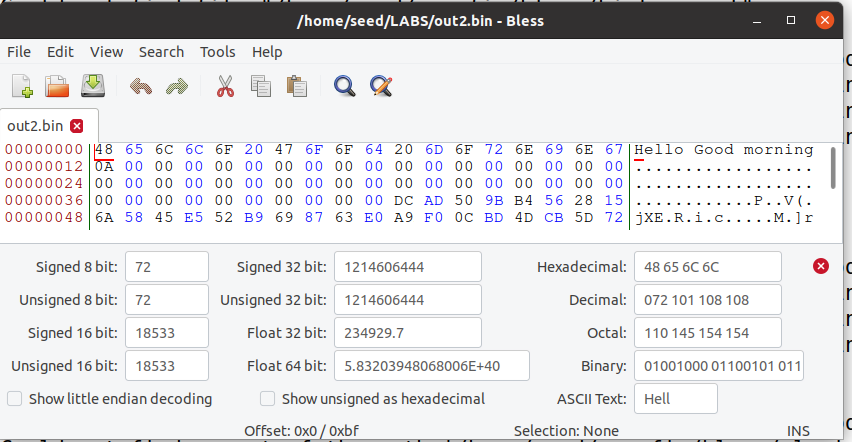 /home/seed/LABS/out2.bin - Bless
File Edit View Search Tools Help
out2.bin
00000000 48 65 6C 6C 6F 20 47 6F 6F 64 20 6D 6F 72 6E 69 6E 67 Hello Good morning
00000012 0A 00 00 00 00 00 00 00 00 00 00 00 00 00 00 00 00 00 ..................
00000024 00 00 00 00 00 00 00 00 00 00 00 00 00 00 00 00 00 00 ..................
00000036 00 00 00 00 00 00 00 00 00 00 DC AD 50 9B B4 56 28 15 ............P..V(.
00000048 6A 58 45 E5 52 B9 69 87 63 E0 A9 F0 0C BD 4D CB 5D 72 jXE.R.i.c.....M.]r
Signed 8 bit: 72 Signed 32 bit: 1214606444 Hexadecimal: 48 65 6C 6C
Unsigned 8 bit: 72 Unsigned 32 bit: 1214606444 Decimal: 072 101 108 108
Signed 16 bit: 18533 Float 32 bit: 234929.7 Octal: 110 145 154 154
Unsigned 16 bit: 18533 Float 64 bit: 5.83203948068006E+40 Binary: 01001000 01100101 011
Show little endian decoding Show unsigned as hexadecimal ASCII Text: Hell
Offset: 0x0 / 0xbf Selection: None INS